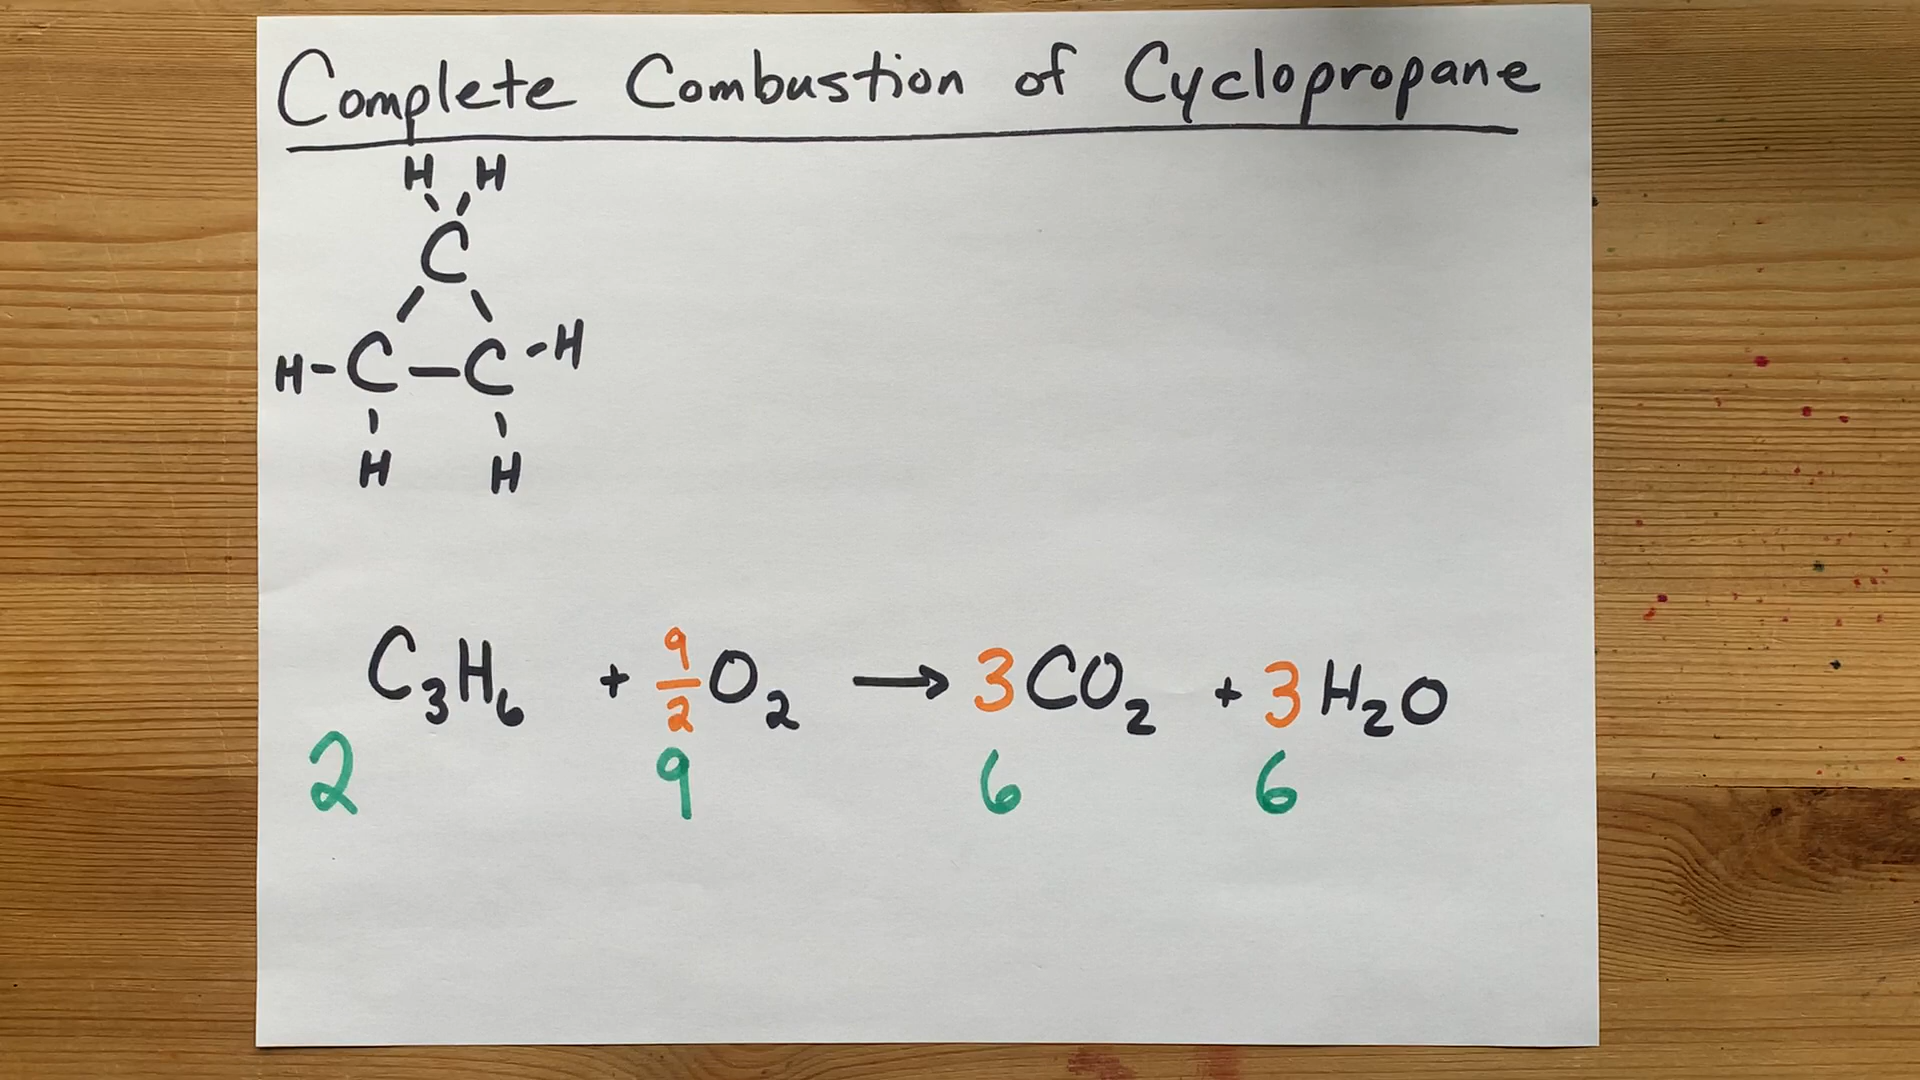 Complete Combustion of Cyclopropane
H H
C
H-C-C-H
H H
C₃H₆ + 9/2 O₂ → 3CO₂ + 3H₂O
2 9 6 6